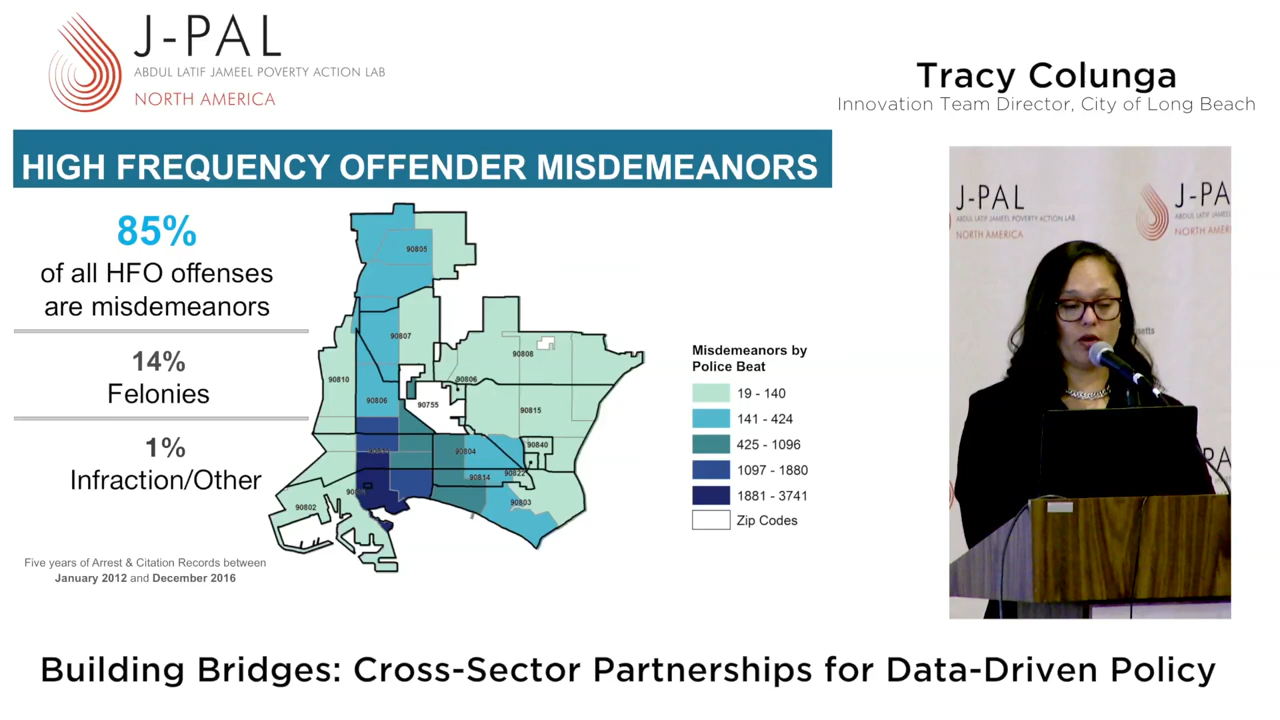 J-PAL
ABDUL LATIF JAMEEL POVERTY ACTION LAB
NORTH AMERICA
Tracy Colunga
Innovation Team Director, City of Long Beach
HIGH FREQUENCY OFFENDER MISDEMEANORS
85%
of all HFO offenses
are misdemeanors
14%
Felonies
1%
Infraction/Other
Five years of Arrest & Citation Records between
January 2012 and December 2016
90805
90807
90808
90810
90806
90806
90755
90815
90840
90804
90814
90822
90803
90802
Misdemeanors by
Police Beat
19 - 140
141 - 424
425 - 1096
1097 - 1880
1881 - 3741
Zip Codes
J-PAL
ABDUL LATIF JAMEEL POVERTY ACTION LAB
NORTH AMERICA
J-PA
NORTH AMERICA
Building Bridges: Cross-Sector Partnerships for Data-Driven Policy